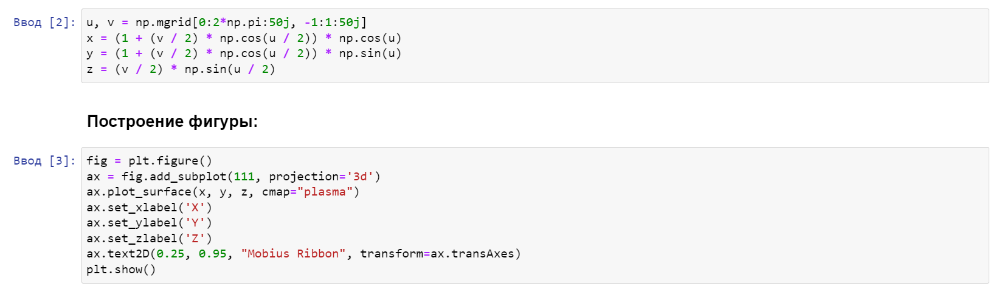 Ввод [2]: u, v = np.mgrid[0:2*np.pi:50j, -1:1:50j]
x = (1 + (v / 2) * np.cos(u / 2)) * np.cos(u)
y = (1 + (v / 2) * np.cos(u / 2)) * np.sin(u)
z = (v / 2) * np.sin(u / 2)
Построение фигуры:
Ввод [3]: fig = plt.figure()
ax = fig.add_subplot(111, projection='3d')
ax.plot_surface(x, y, z, cmap="plasma")
ax.set_xlabel('X')
ax.set_ylabel('Y')
ax.set_zlabel('Z')
ax.text2D(0.25, 0.95, "Mobius Ribbon", transform=ax.transAxes)
plt.show()